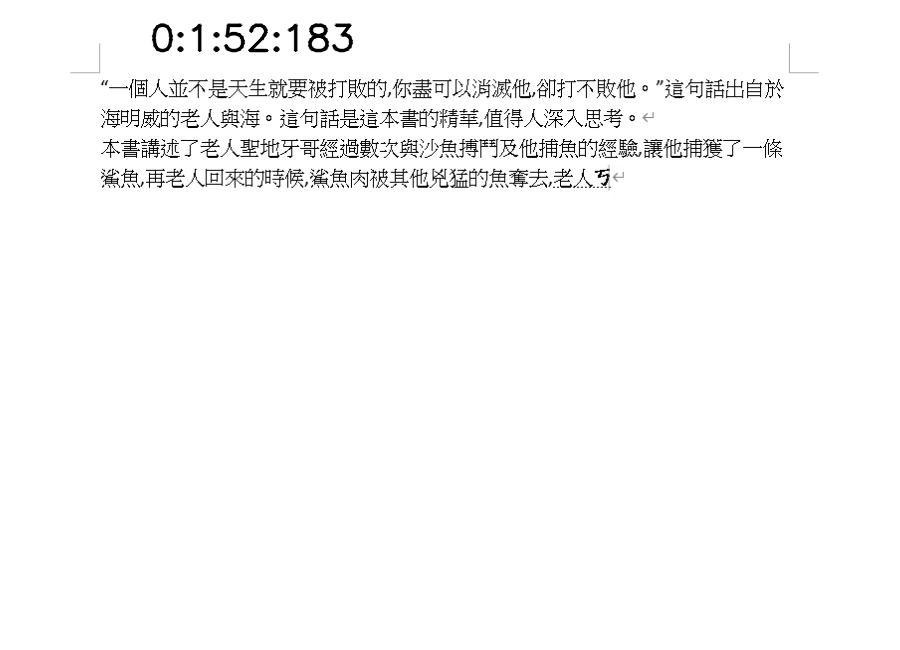 0:1:52:183
“一個人並不是天生就要被打敗的,你盡可以消滅他,卻打不敗他。”這句話出自於
海明威的老人與海。這句話是這本書的精華,值得人深入思考。↵
本書講述了老人聖地牙哥經過數次與沙魚搏鬥及他捕魚的經驗,讓他捕獲了一條
鯊魚,再老人回來的時候,鯊魚肉被其他兇猛的魚奪去,老人ㄎ↵